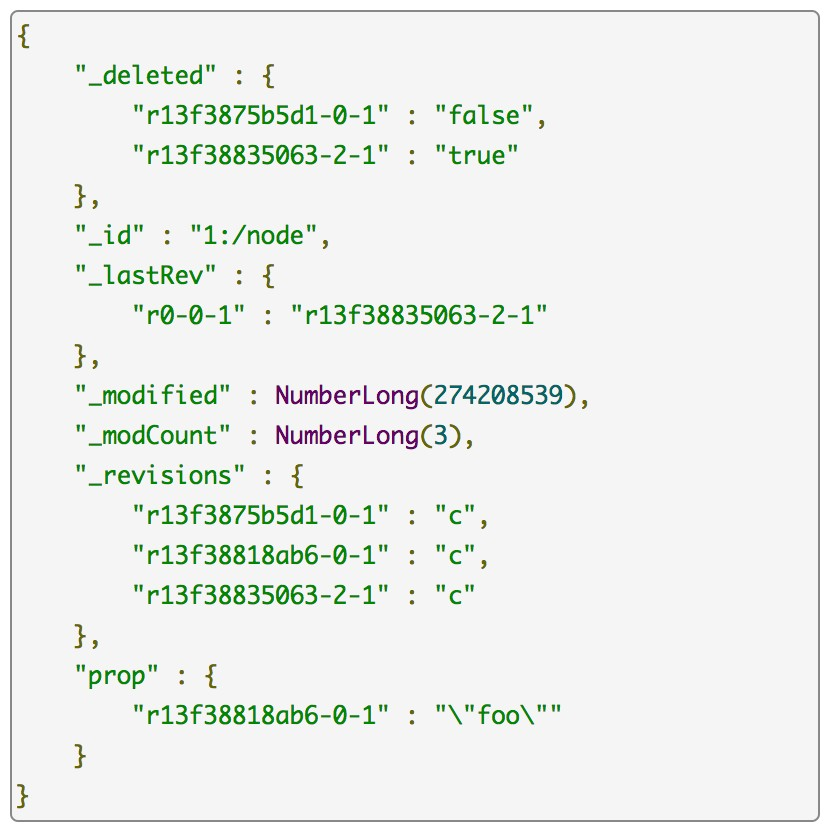 {
    "_deleted" : {
        "r13f3875b5d1-0-1" : "false",
        "r13f38835063-2-1" : "true"
    },
    "_id" : "1:/node",
    "_lastRev" : {
        "r0-0-1" : "r13f38835063-2-1"
    },
    "_modified" : NumberLong(274208539),
    "_modCount" : NumberLong(3),
    "_revisions" : {
        "r13f3875b5d1-0-1" : "c",
        "r13f38818ab6-0-1" : "c",
        "r13f38835063-2-1" : "c"
    },
    "prop" : {
        "r13f38818ab6-0-1" : "\"foo\""
    }
}